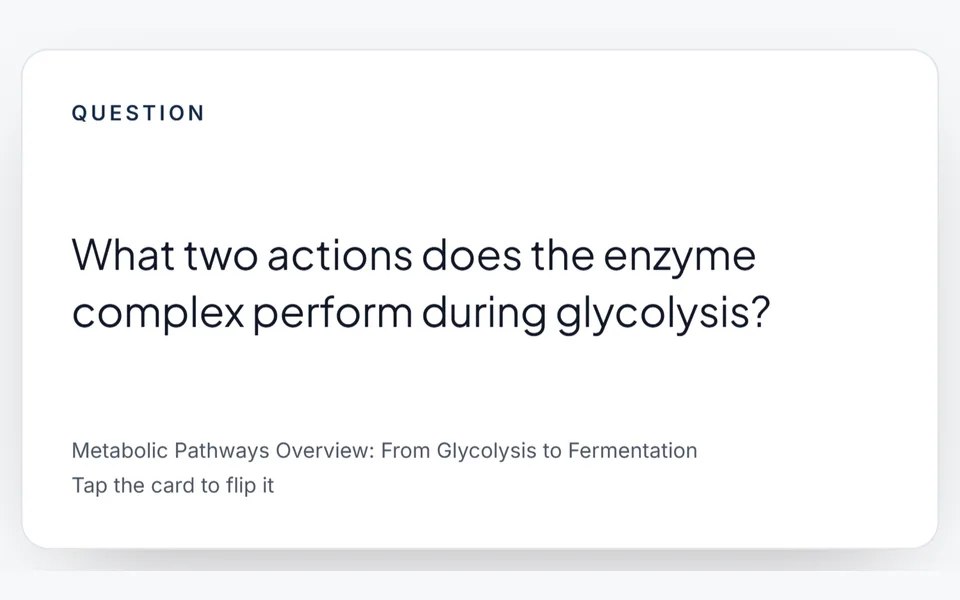 QUESTION
What two actions does the enzyme
complex perform during glycolysis?
Metabolic Pathways Overview: From Glycolysis to Fermentation
Tap the card to flip it